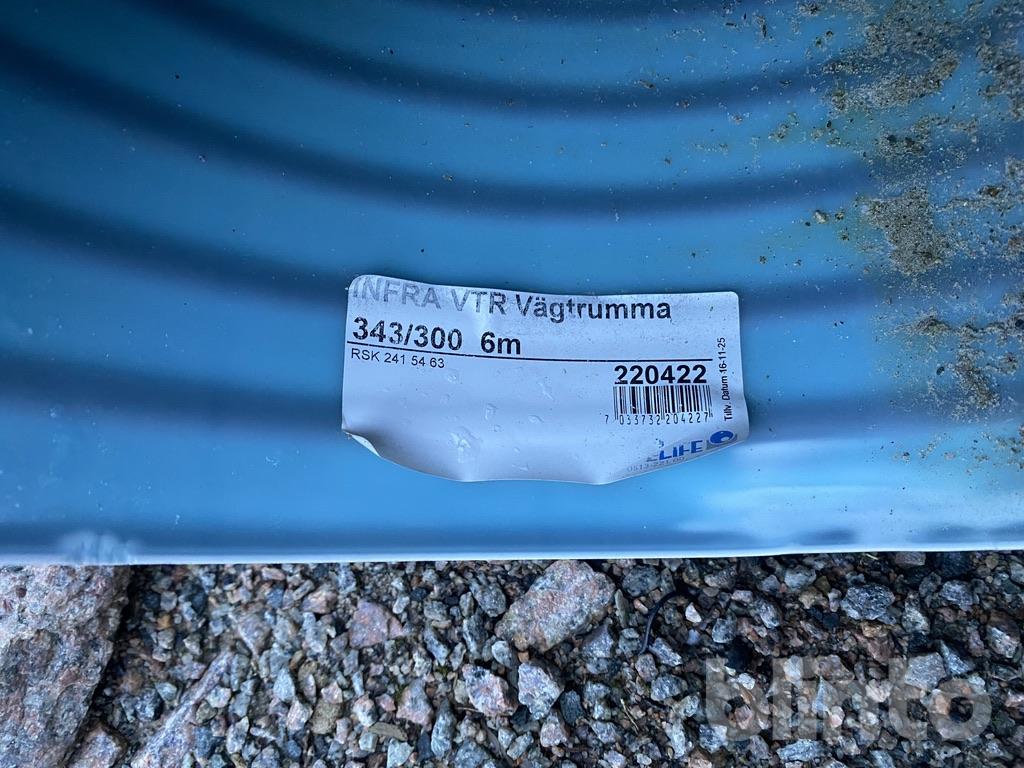 INFRA VTR Vägtrumma
343/300 6m
RSK 241 54 63
220422
7 033732 204227
Tillv. Datum 16-11-25
LIFE
blinto